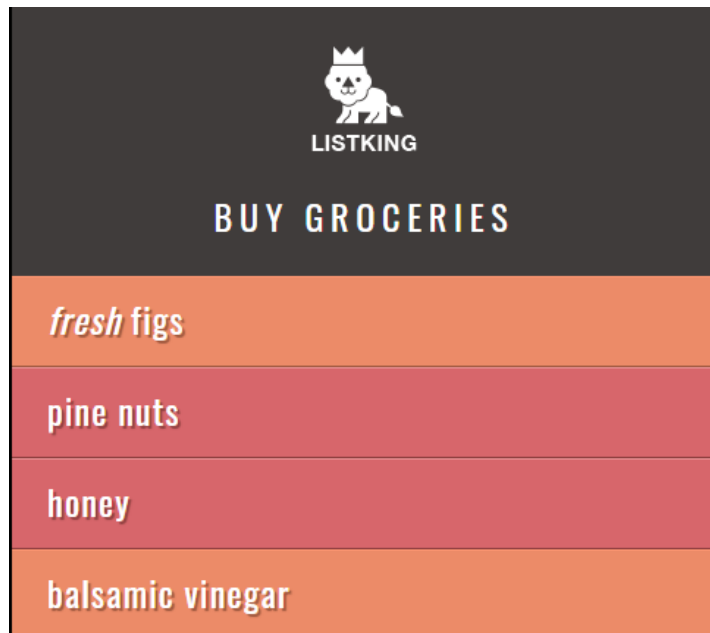 LISTKING
BUY GROCERIES
fresh figs
pine nuts
honey
balsamic vinegar